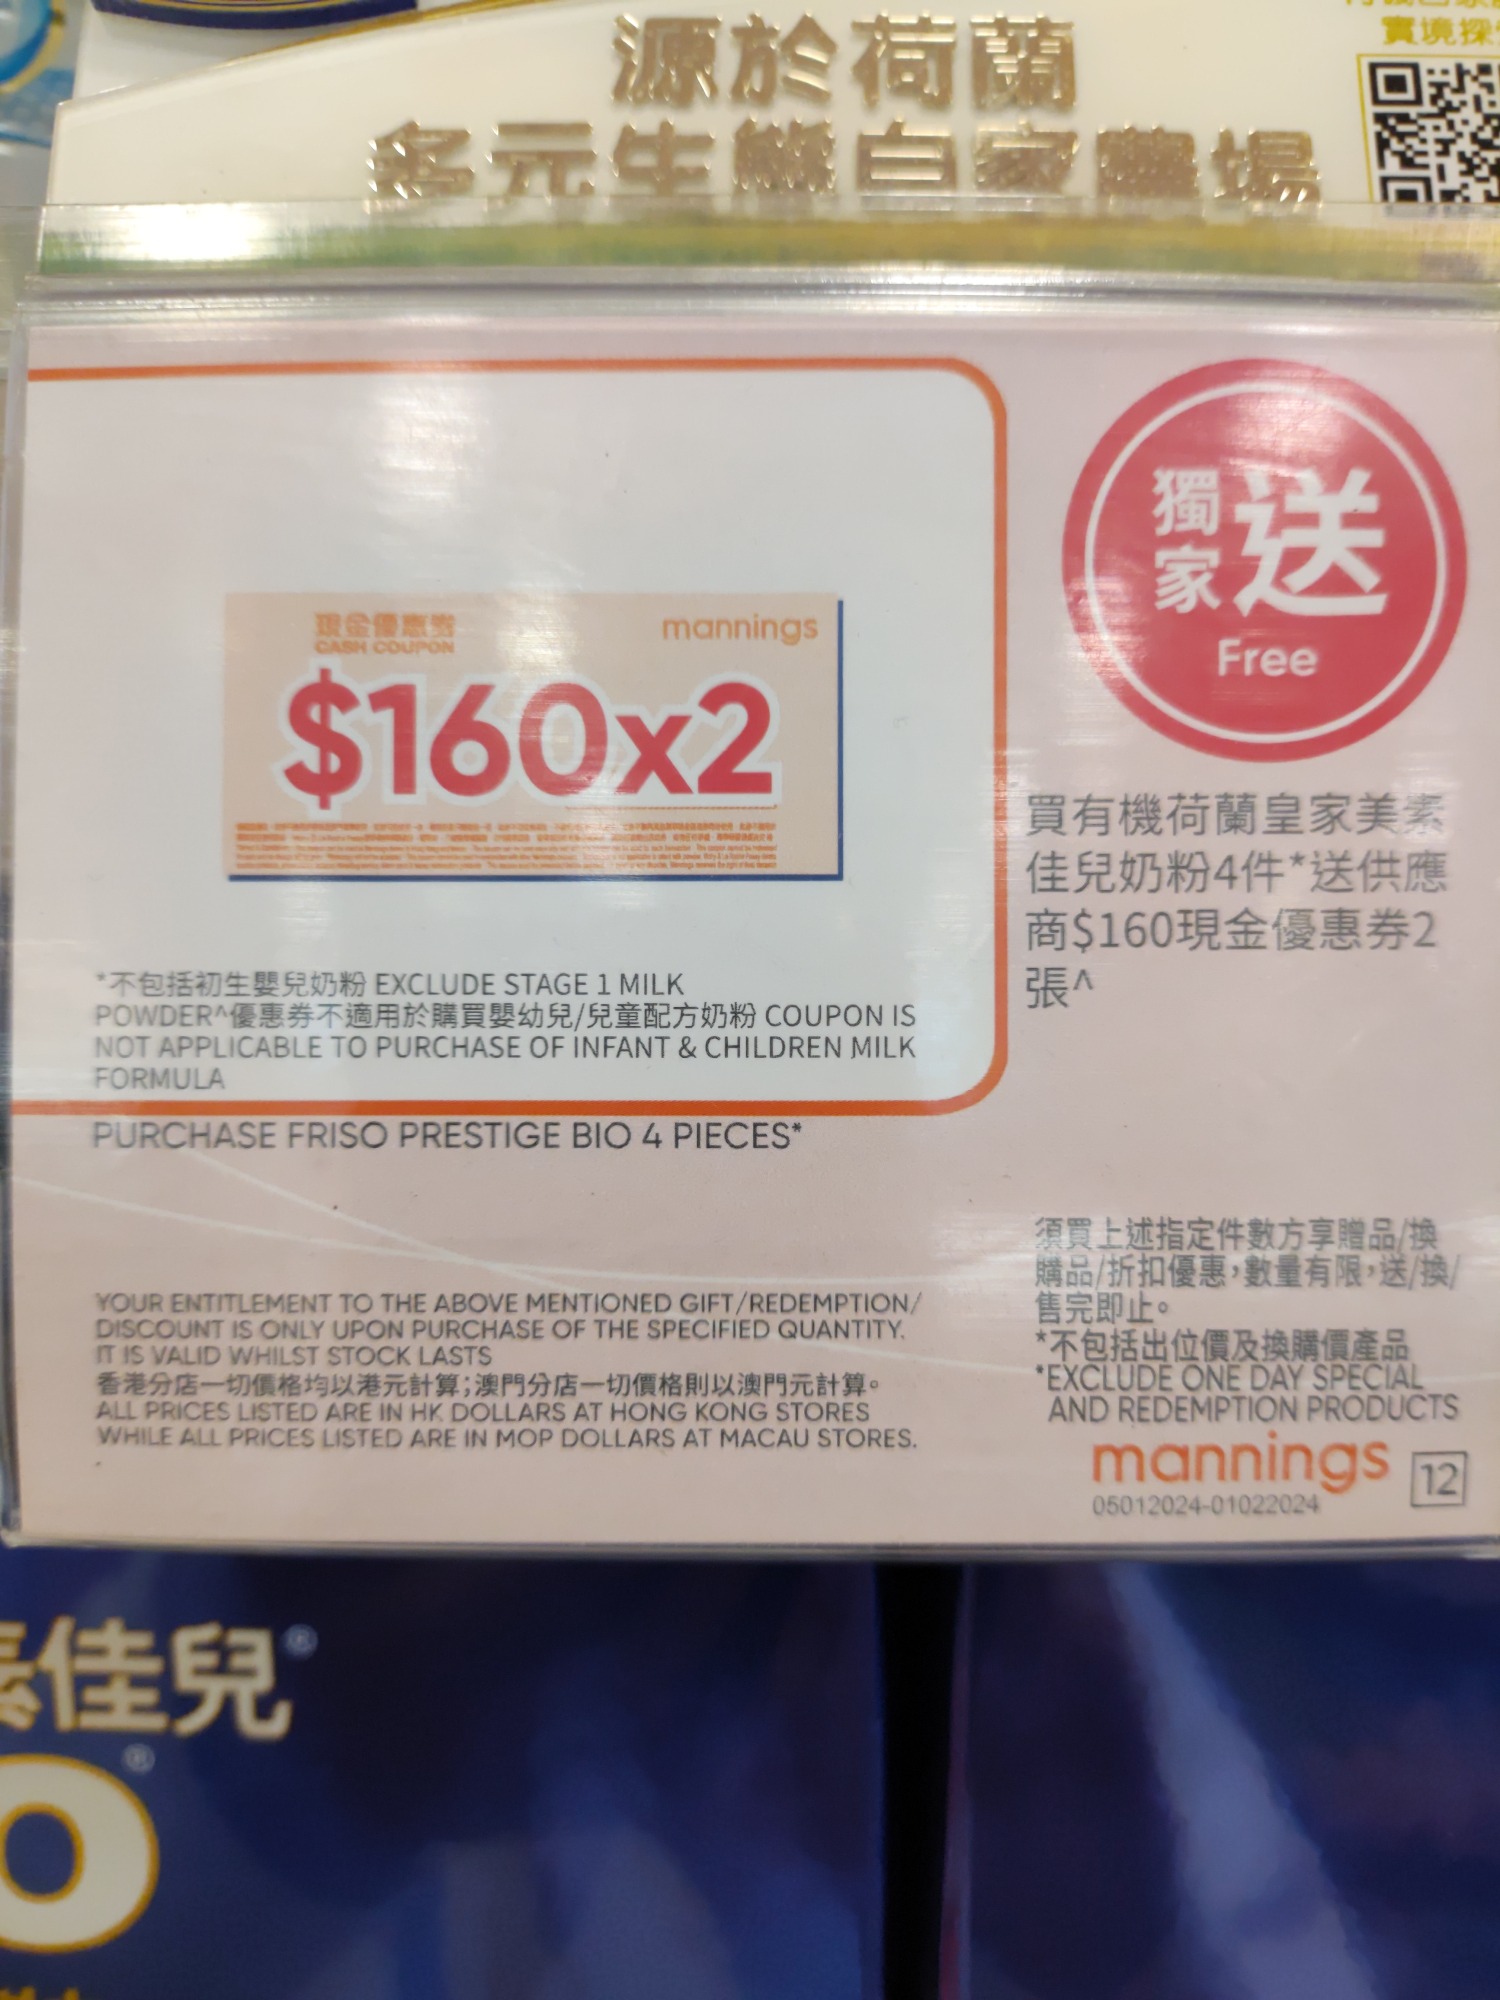 源於荷蘭
多元生機自家農場
實境探
獨家送
Free
現金優惠券
CASH COUPON
mannings
$160x2
買有機荷蘭皇家美素
佳兒奶粉4件*送供應
商$160現金優惠券2
張^
*不包括初生嬰兒奶粉 EXCLUDE STAGE 1 MILK
POWDER^優惠券不適用於購買嬰幼兒/兒童配方奶粉 COUPON IS
NOT APPLICABLE TO PURCHASE OF INFANT & CHILDREN MILK
FORMULA
PURCHASE FRISO PRESTIGE BIO 4 PIECES*
YOUR ENTITLEMENT TO THE ABOVE MENTIONED GIFT/REDEMPTION/
DISCOUNT IS ONLY UPON PURCHASE OF THE SPECIFIED QUANTITY.
IT IS VALID WHILST STOCK LASTS
香港分店一切價格均以港元計算;澳門分店一切價格則以澳門元計算。
ALL PRICES LISTED ARE IN HK DOLLARS AT HONG KONG STORES
WHILE ALL PRICES LISTED ARE IN MOP DOLLARS AT MACAU STORES.
須買上述指定件數方享贈品/換
購品/折扣優惠,數量有限,送/換/
售完即止。
*不包括出位價及換購價產品
*EXCLUDE ONE DAY SPECIAL
AND REDEMPTION PRODUCTS
mannings 12
05012024-01022024
佳兒®
O®